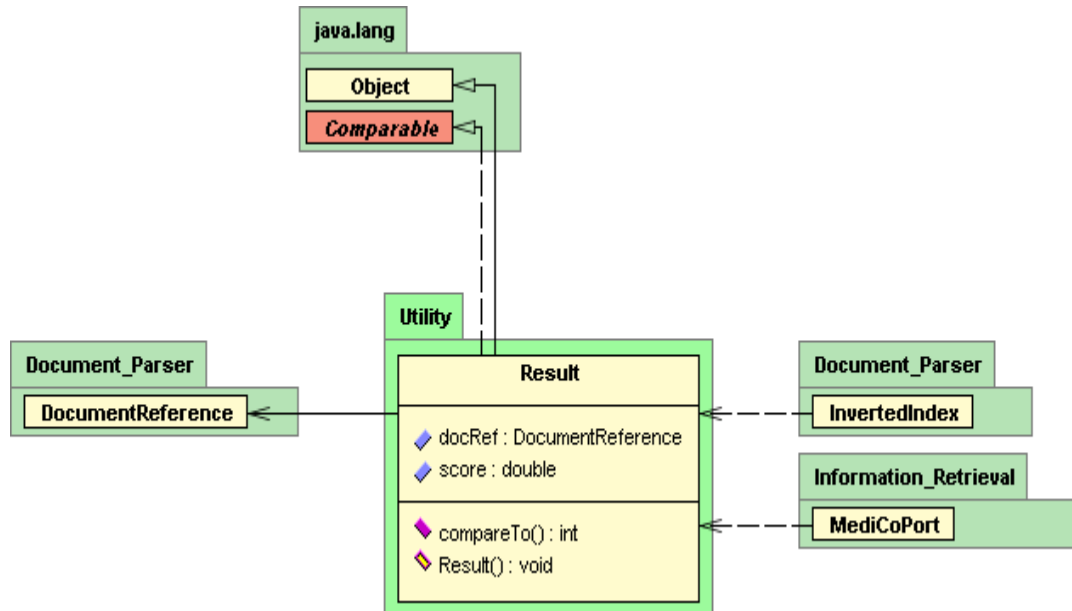 java.lang
Object
Comparable
Utility
Document_Parser
DocumentReference
Result
docRef : DocumentReference
score : double
compareTo() : int
Result() : void
Document_Parser
InvertedIndex
Information_Retrieval
MediCoPort